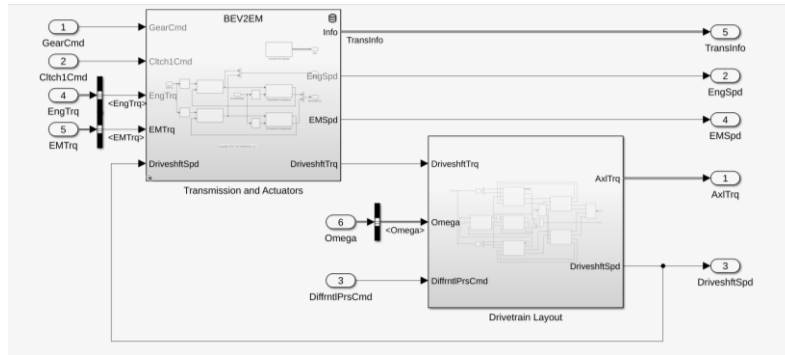 BEV2EM
1
GearCmd
GearCmd
Info
TransInfo
5
TransInfo
2
Cltch1Cmd
Cltch1Cmd
EngSpd
2
EngSpd
4
EngTrq
<EngTrq>
EngTrq
5
EMTrq
<EMTrq>
EMTrq
EMSpd
4
EMSpd
DriveshftSpd
DriveshftTrq
Transmission and Actuators
DriveshftTrq
AxlTrq
1
AxlTrq
6
Omega
<Omega>
Omega
3
DiffrntlPrsCmd
DiffrntlPrsCmd
DriveshftSpd
3
DriveshftSpd
Drivetrain Layout